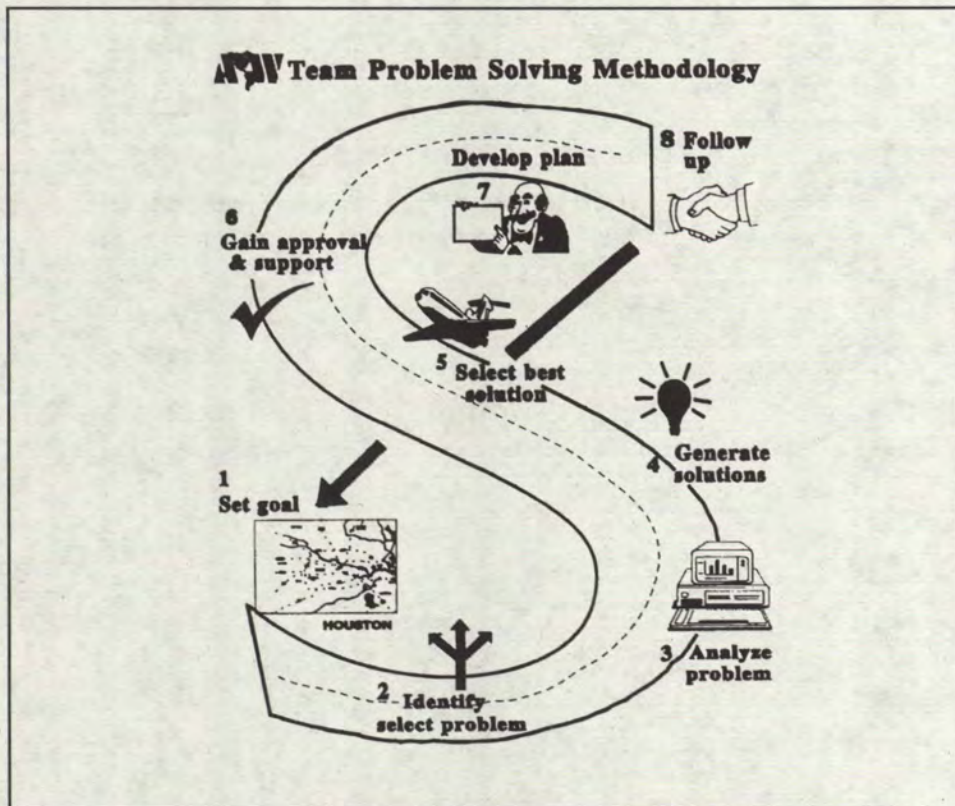 Team Problem Solving Methodology
8 Follow
up
Develop plan
7
6
Gain approval
& support
5 Select best
solution
4 Generate
solutions
1
Set goal
HOUSTON
3 Analyze
problem
2 Identify
select problem